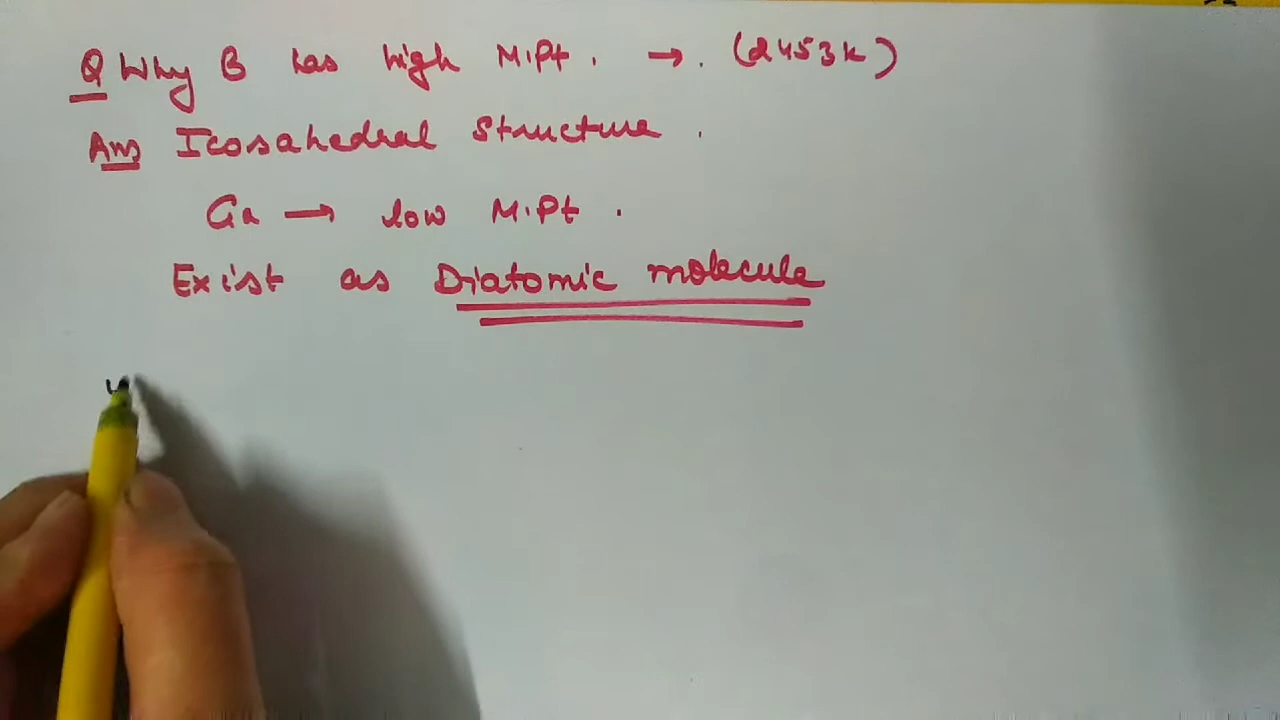 Q Why B has high M.Pt. → . (2453K)
Ans Icosahedral Structure .
Ga → low M.Pt .
Exist as Diatomic molecule